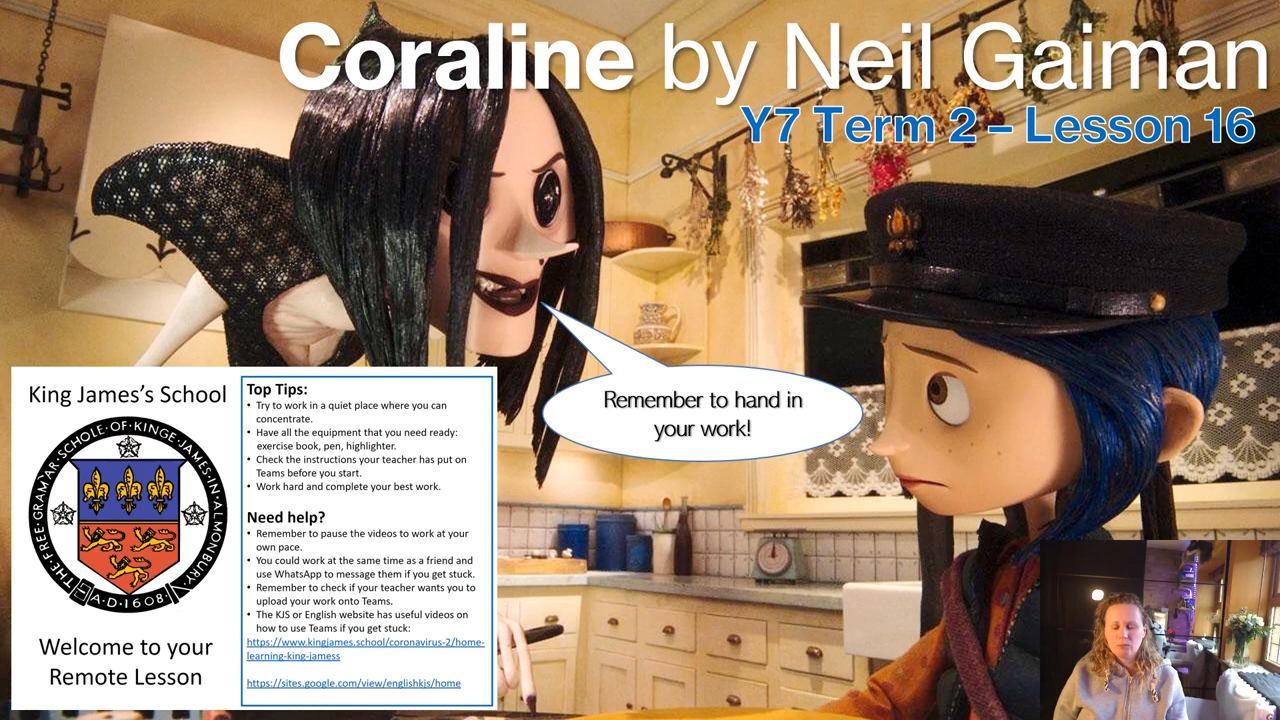 Coraline by Neil Gaiman
Y7 Term 2 – Lesson 16
Remember to hand in
your work!
King James's School
THE·FREE·GRAMAR·SCHOLE·OF·KINGE·JAMES·IN·ALMONBURY
A·D·1608·
Welcome to your
Remote Lesson
Top Tips:
• Try to work in a quiet place where you can
concentrate.
• Have all the equipment that you need ready:
exercise book, pen, highlighter.
• Check the instructions your teacher has put on
Teams before you start.
• Work hard and complete your best work.
Need help?
• Remember to pause the videos to work at your
own pace.
• You could work at the same time as a friend and
use WhatsApp to message them if you get stuck.
• Remember to check if your teacher wants you to
upload your work onto Teams.
• The KJS or English website has useful videos on
how to use Teams if you get stuck:
https://www.kingjames.school/coronavirus-2/home-
learning-king-jamess
https://sites.google.com/view/englishkjs/home